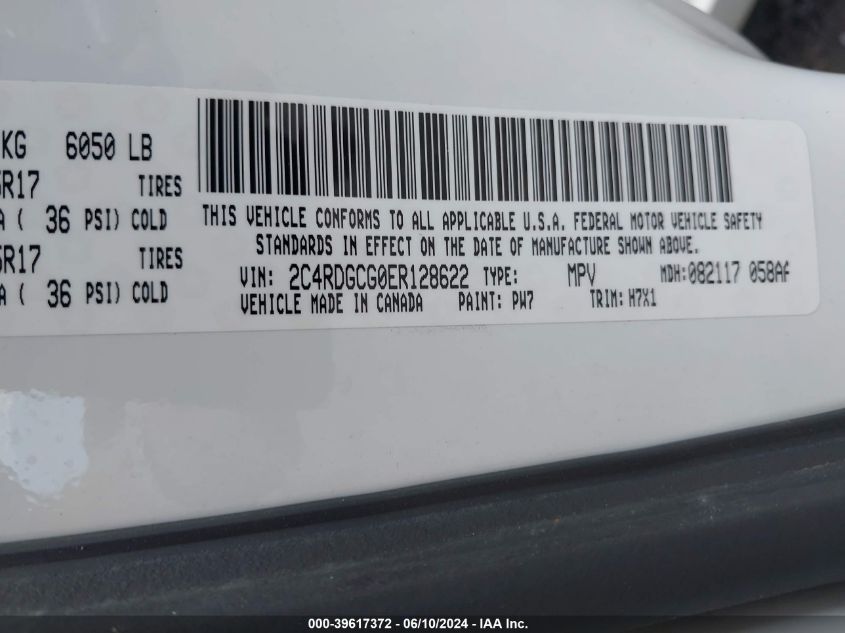 KG 6050 LB
R17 TIRES
A ( 36 PSI) COLD
R17 TIRES
A ( 36 PSI) COLD
THIS VEHICLE CONFORMS TO ALL APPLICABLE U.S.A. FEDERAL MOTOR VEHICLE SAFETY
STANDARDS IN EFFECT ON THE DATE OF MANUFACTURE SHOWN ABOVE.
VIN: 2C4RDGCG0ER128622 TYPE: MPV MDH:082117 058AF
VEHICLE MADE IN CANADA PAINT: PW7 TRIM: H7X1
000-39617372 - 06/10/2024 - IAA Inc.